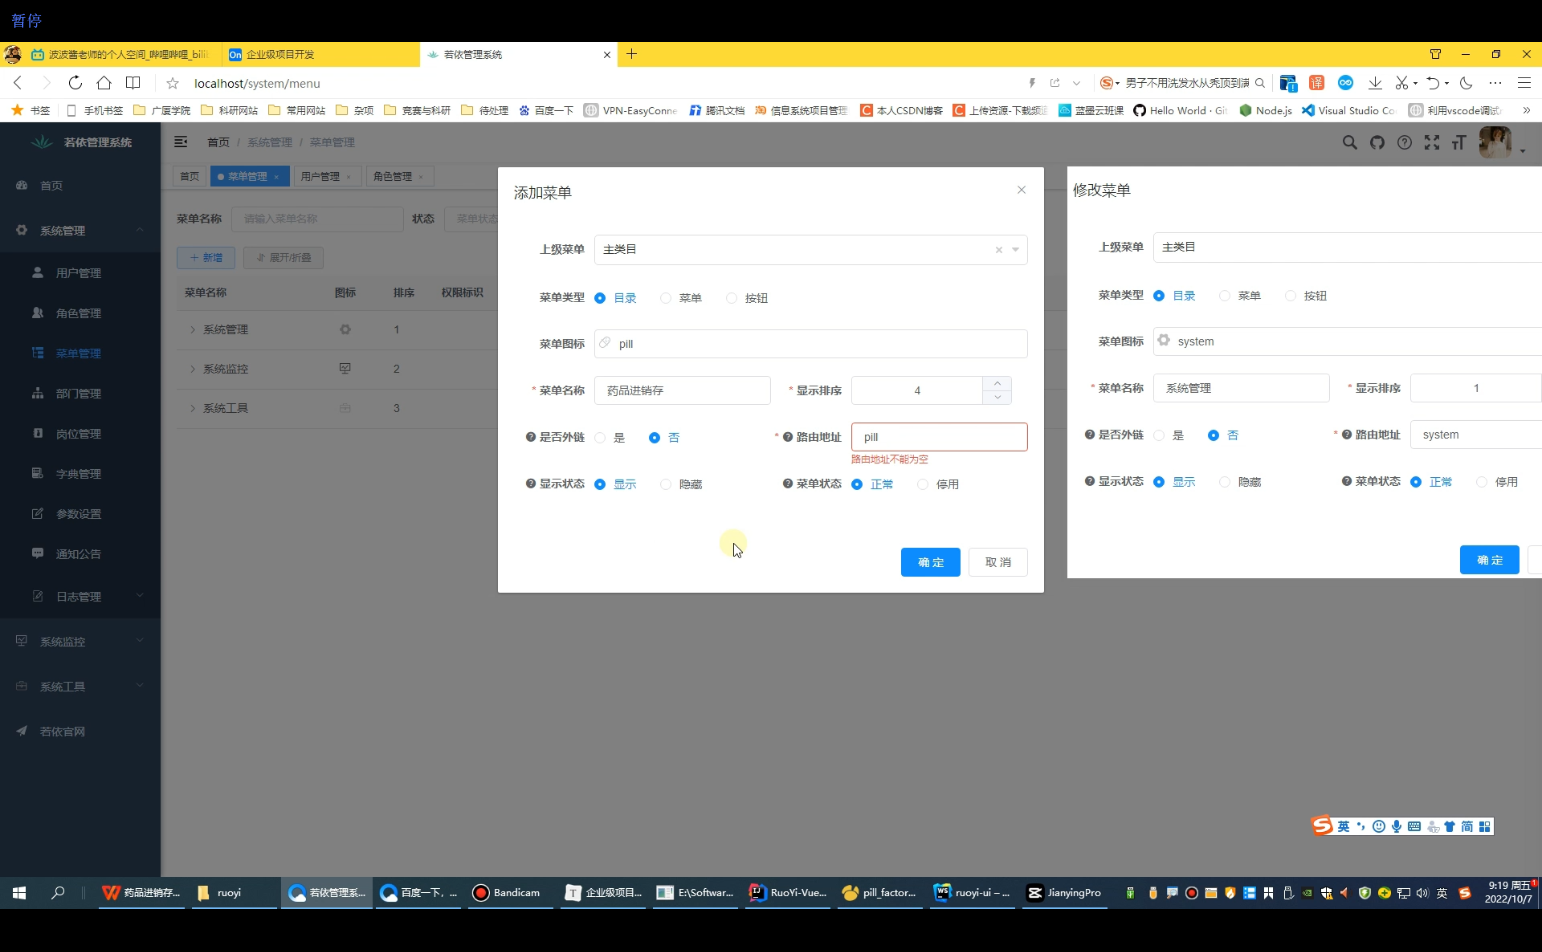 暂停
波波酱老师的个人空间_哔哩哔哩_bili
企业级项目开发
若依管理系统
localhost/system/menu
男子不用洗发水从秃顶到满
书签
手机书签
广厦学院
科研网站
常用网站
杂项
竞赛与科研
待处理
百度一下
VPN-EasyConne
腾讯文档
信息系统项目管理
本人CSDN博客
上传资源-下载频道
蓝墨云班课
Hello World · Git
Node.js
Visual Studio Co
利用vscode调试
若依管理系统
首页 / 系统管理 / 菜单管理
首页
菜单管理
用户管理
角色管理
首页
系统管理
用户管理
角色管理
菜单管理
部门管理
岗位管理
字典管理
参数设置
通知公告
日志管理
系统监控
系统工具
若依官网
菜单名称 请输入菜单名称 状态 菜单状态
+ 新增 展开/折叠
菜单名称 图标 排序 权限标识
系统管理 1
系统监控 2
系统工具 3
添加菜单
上级菜单 主类目
菜单类型 目录 菜单 按钮
菜单图标 pill
* 菜单名称 药品进销存 * 显示排序 4
是否外链 是 否 * 路由地址 pill
路由地址不能为空
显示状态 显示 隐藏 菜单状态 正常 停用
确 定 取 消
修改菜单
上级菜单 主类目
菜单类型 目录 菜单 按钮
菜单图标 system
* 菜单名称 系统管理 * 显示排序 1
是否外链 是 否 * 路由地址 system
显示状态 显示 隐藏 菜单状态 正常 停用
确 定
英 简
药品进销存...
ruoyi
若依管理系...
百度一下，...
Bandicam
企业级项目...
E:\Softwar...
RuoYi-Vue...
pill_factor...
ruoyi-ui – ...
JianyingPro
英
9:19 周五
2022/10/7